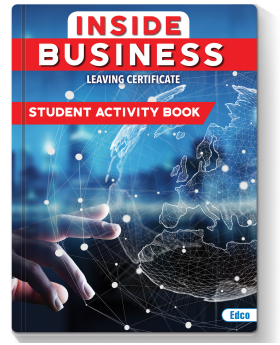 INSIDE
BUSINESS
LEAVING CERTIFICATE
STUDENT ACTIVITY BOOK
Edco